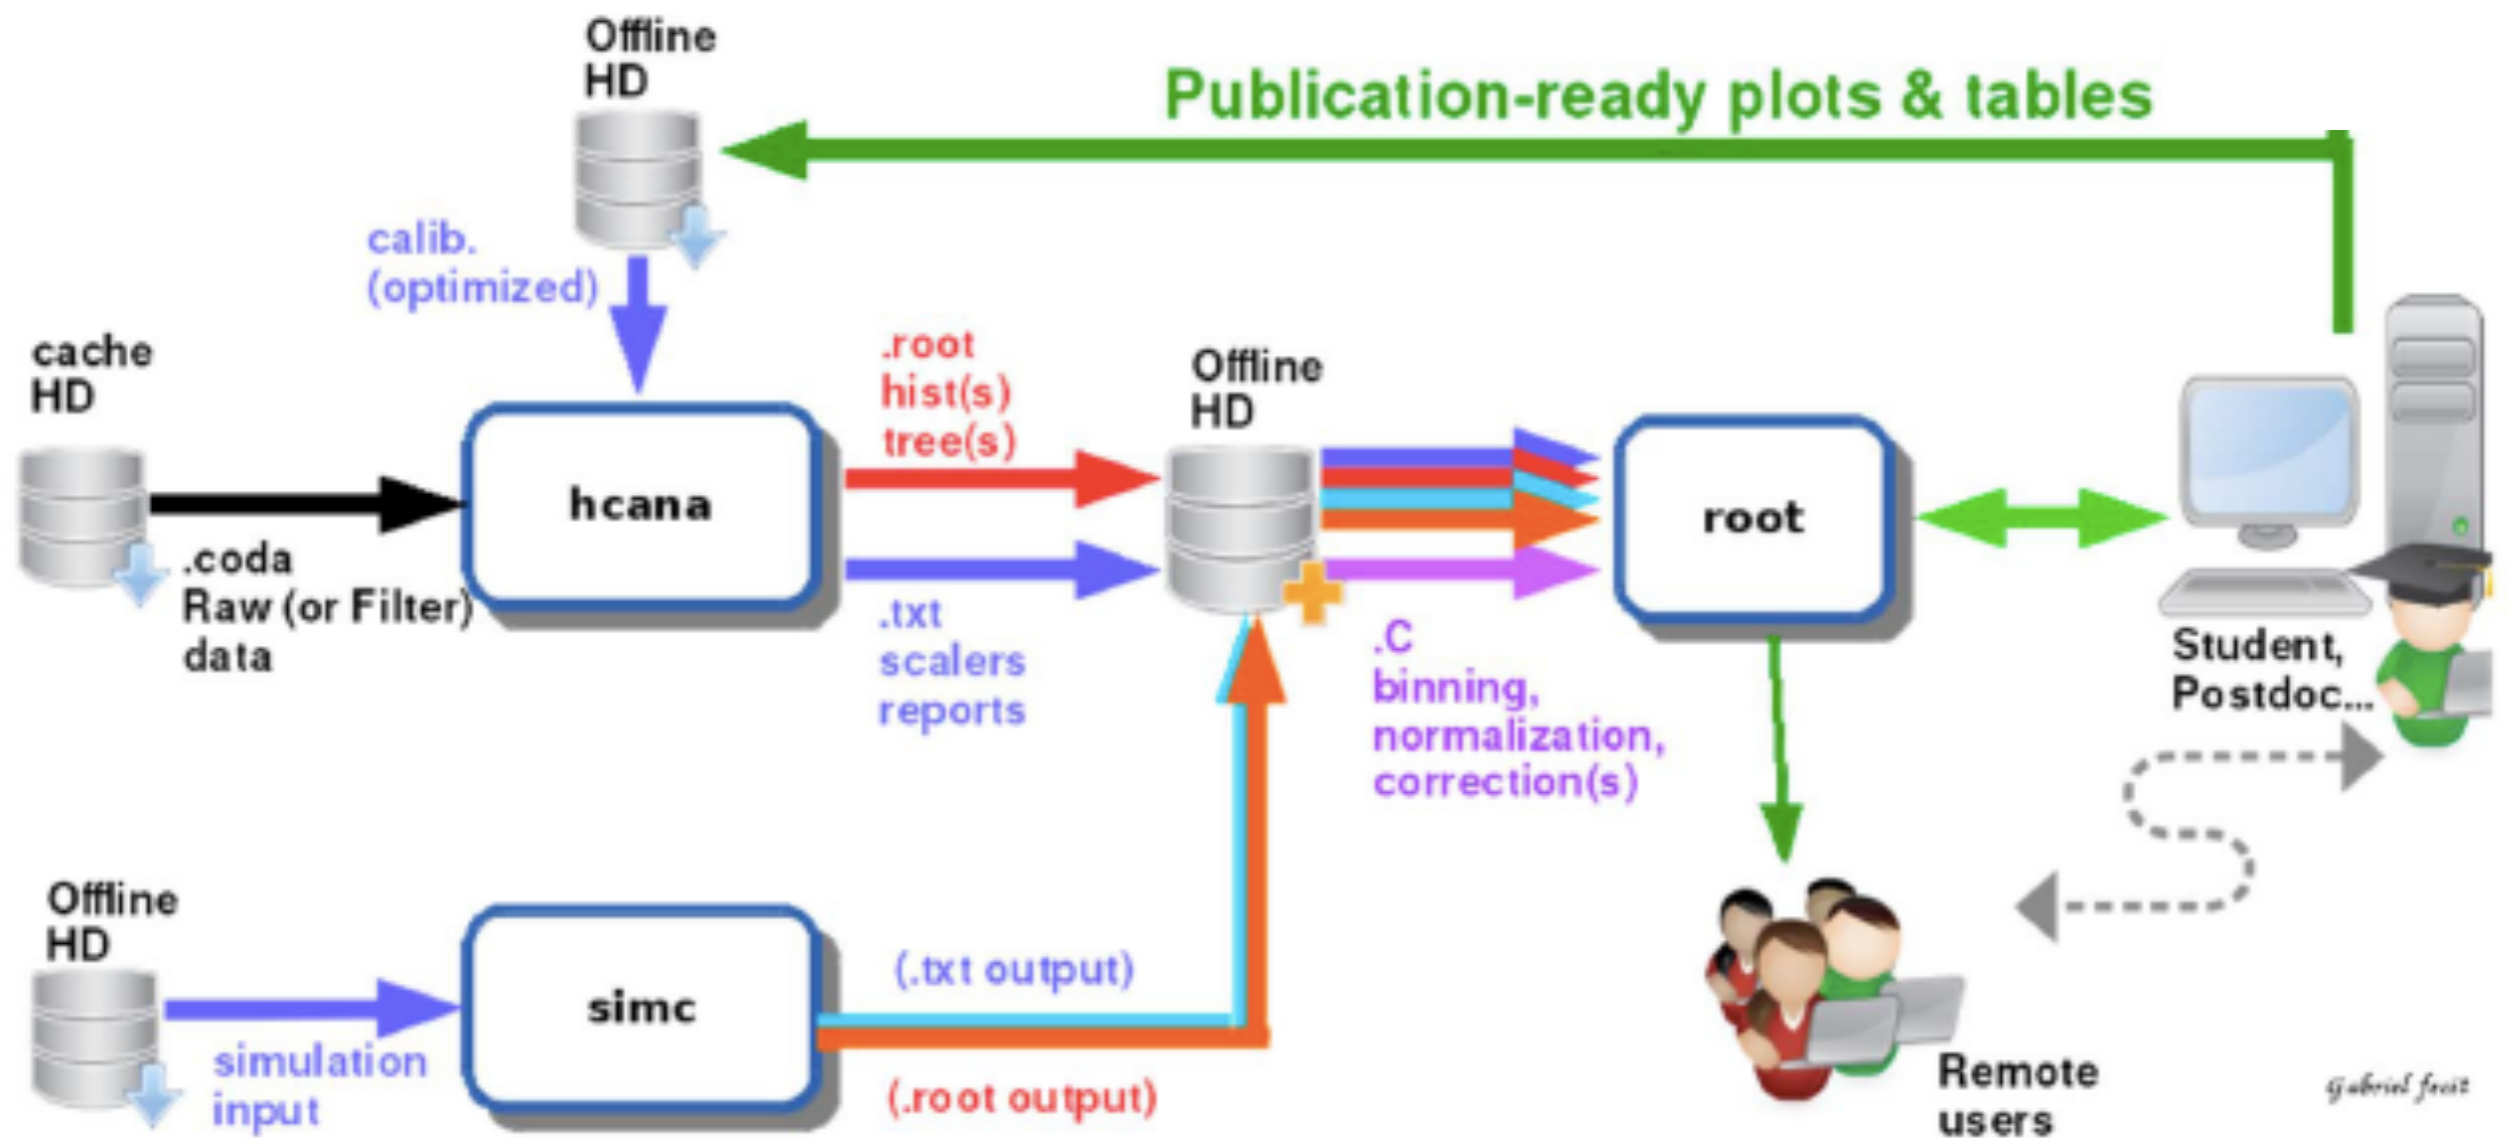 Offline
HD
Publication-ready plots & tables
calib.
(optimized)
cache
HD
.coda
Raw (or Filter)
data
hcana
.root
hist(s)
tree(s)
.txt
scalers
reports
Offline
HD
.C
binning,
normalization,
correction(s)
root
Student,
Postdoc...
Offline
HD
simulation
input
simc
(.txt output)
(.root output)
Remote
users
Gabriel fecit